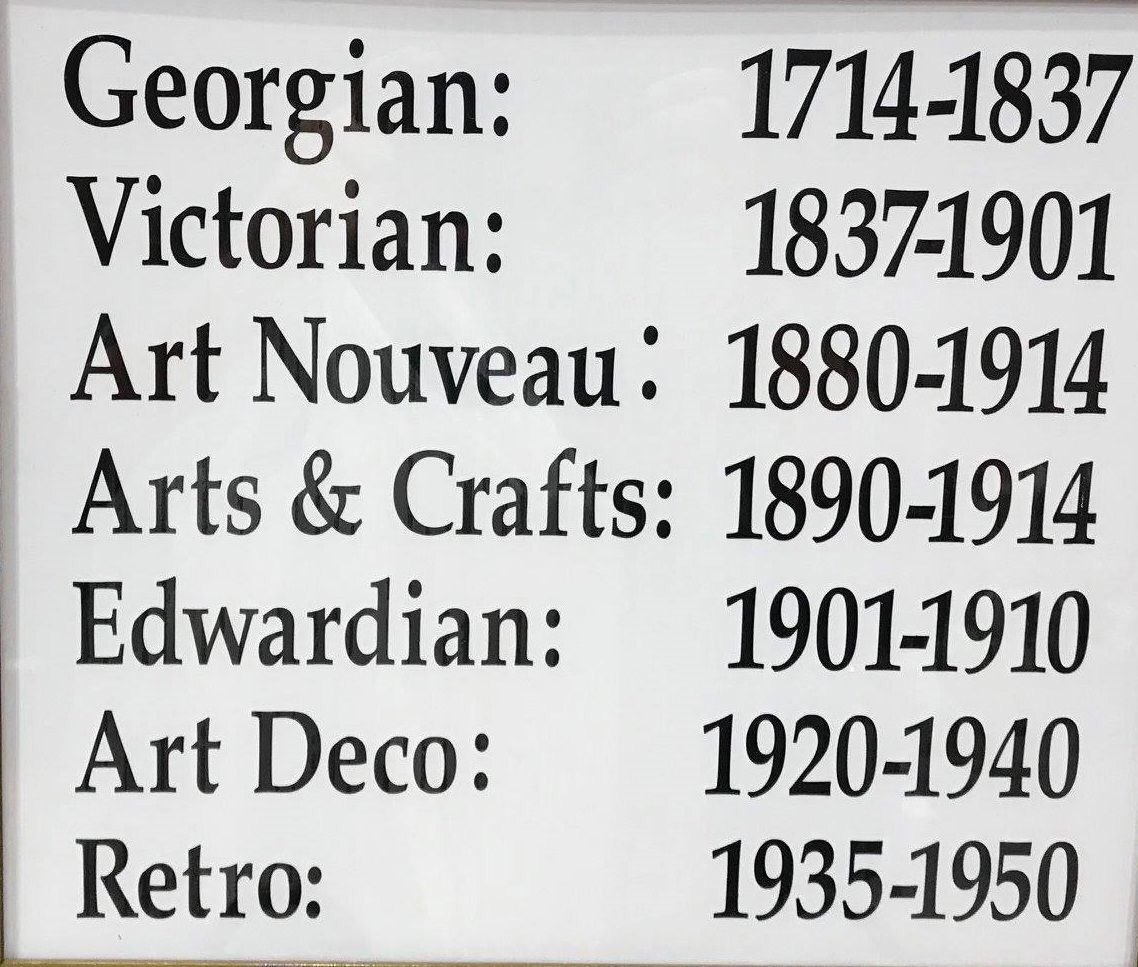 Georgian: 1714-1837
Victorian: 1837-1901
Art Nouveau: 1880-1914
Arts & Crafts: 1890-1914
Edwardian: 1901-1910
Art Deco: 1920-1940
Retro: 1935-1950